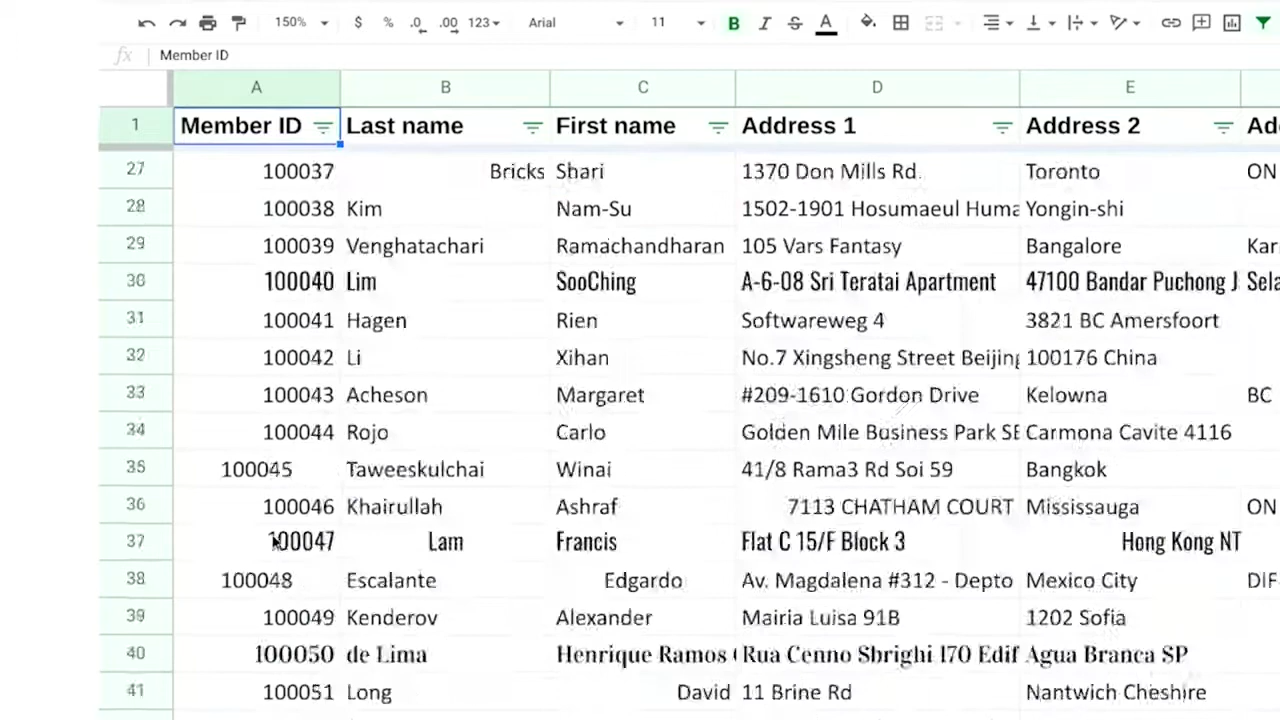 150% $ % .0 .00 123 Arial 11 B I S A
fx Member ID
A B C D E
1 Member ID Last name First name Address 1 Address 2
27 100037 Bricks Shari 1370 Don Mills Rd. Toronto ON
28 100038 Kim Nam-Su 1502-1901 Hosumaeul Huma Yongin-shi
29 100039 Venghatachari Ramachandharan 105 Vars Fantasy Bangalore Kar
30 100040 Lim SooChing A-6-08 Sri Teratai Apartment 47100 Bandar Puchong J Sela
31 100041 Hagen Rien Softwareweg 4 3821 BC Amersfoort
32 100042 Li Xihan No.7 Xingsheng Street Beijing 100176 China
33 100043 Acheson Margaret #209-1610 Gordon Drive Kelowna BC
34 100044 Rojo Carlo Golden Mile Business Park SE Carmona Cavite 4116
35 100045 Taweeskulchai Winai 41/8 Rama3 Rd Soi 59 Bangkok
36 100046 Khairullah Ashraf 7113 CHATHAM COURT Mississauga ON
37 100047 Lam Francis Flat C 15/F Block 3 Hong Kong NT
38 100048 Escalante Edgardo Av. Magdalena #312 - Depto Mexico City DIF
39 100049 Kenderov Alexander Mairia Luisa 91B 1202 Sofia
40 100050 de Lima Henrique Ramos Rua Cenno Sbrighi 170 Edif Agua Branca SP
41 100051 Long David 11 Brine Rd Nantwich Cheshire